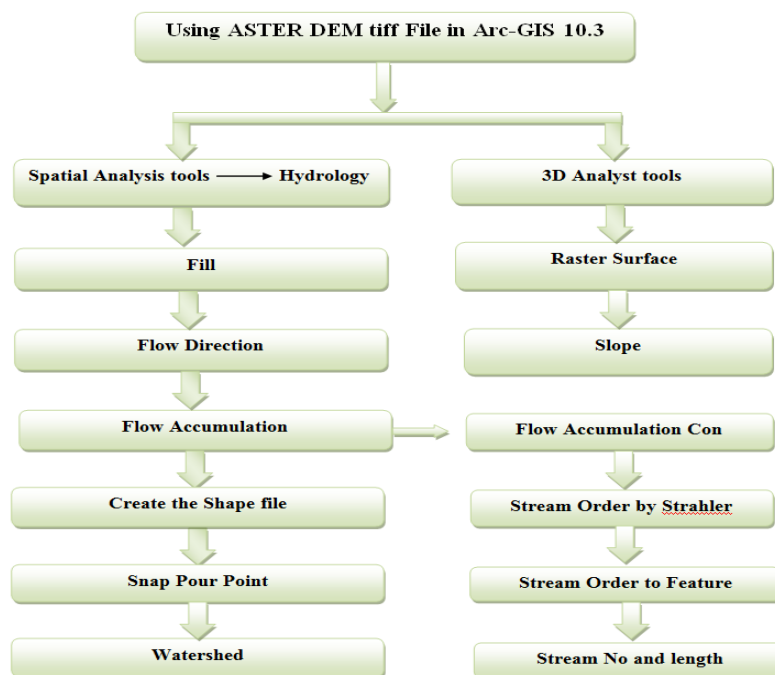 Using ASTER DEM tiff File in Arc-GIS 10.3
Spatial Analysis tools Hydrology
3D Analyst tools
Fill
Raster Surface
Flow Direction
Slope
Flow Accumulation
Flow Accumulation Con
Create the Shape file
Stream Order by Strahler
Snap Pour Point
Stream Order to Feature
Watershed
Stream No and length